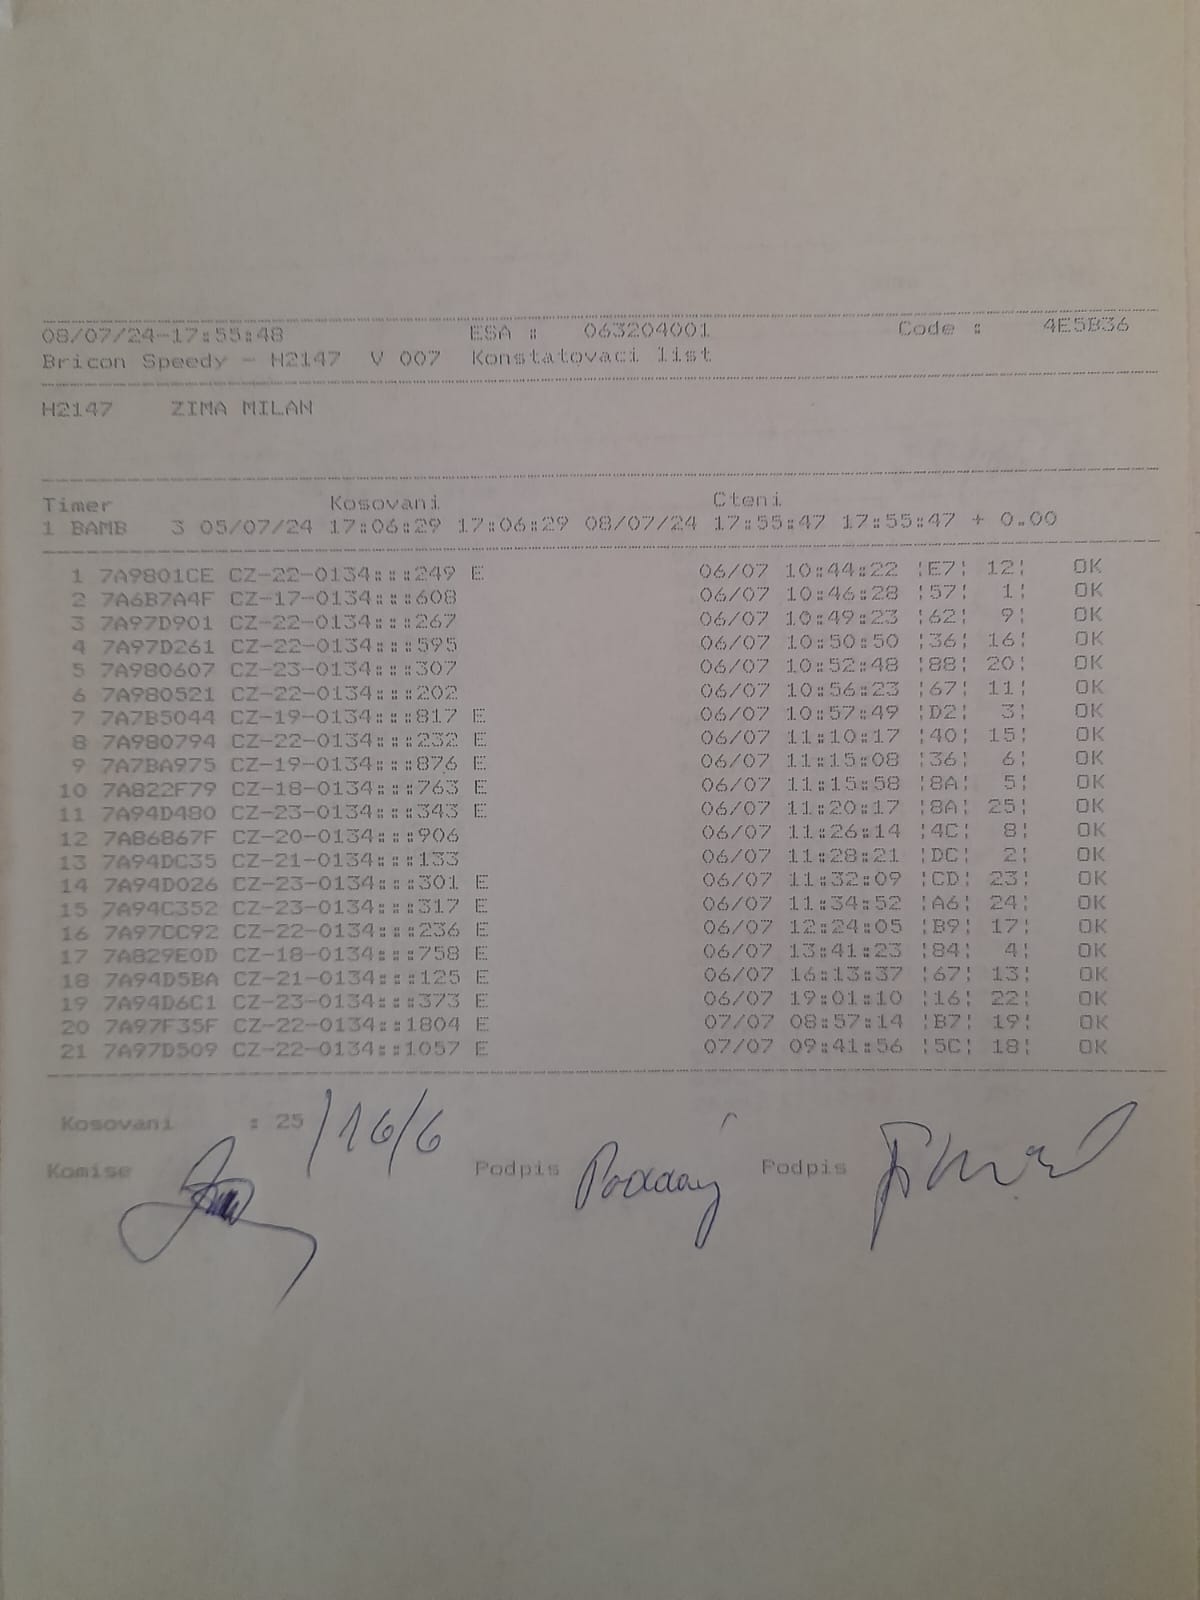 08/07/24-17:55:48 ESA : 063204001 Code : 4E5B36
Bricon Speedy - H2147 V 007 Konstatovaci list
H2147 ZIMA MILAN
Timer Kosovani Cteni
1 BAMB 3 05/07/24 17:06:29 17:06:29 08/07/24 17:55:47 17:55:47 + 0.00
1 7A9801CE CZ-22-0134:::249 E 06/07 10:44:22 ¦E7¦ 12¦ OK
2 7A6B7A4F CZ-17-0134:::608 06/07 10:46:28 ¦57¦ 1¦ OK
3 7A97D901 CZ-22-0134:::267 06/07 10:49:23 ¦62¦ 9¦ OK
4 7A97D261 CZ-22-0134:::595 06/07 10:50:50 ¦36¦ 16¦ OK
5 7A980607 CZ-23-0134:::307 06/07 10:52:48 ¦88¦ 20¦ OK
6 7A980521 CZ-22-0134:::202 06/07 10:56:23 ¦67¦ 11¦ OK
7 7A7B5044 CZ-19-0134:::817 E 06/07 10:57:49 ¦D2¦ 3¦ OK
8 7A980794 CZ-22-0134:::232 E 06/07 11:10:17 ¦40¦ 15¦ OK
9 7A7BA975 CZ-19-0134:::876 E 06/07 11:15:08 ¦36¦ 6¦ OK
10 7A822F79 CZ-18-0134:::763 E 06/07 11:15:58 ¦8A¦ 5¦ OK
11 7A94D480 CZ-23-0134:::343 E 06/07 11:20:17 ¦8A¦ 25¦ OK
12 7A86867F CZ-20-0134:::906 06/07 11:26:14 ¦4C¦ 8¦ OK
13 7A94DC35 CZ-21-0134:::133 06/07 11:28:21 ¦DC¦ 2¦ OK
14 7A94D026 CZ-23-0134:::301 E 06/07 11:32:09 ¦CD¦ 23¦ OK
15 7A94C352 CZ-23-0134:::317 E 06/07 11:34:52 ¦A6¦ 24¦ OK
16 7A97CC92 CZ-22-0134:::236 E 06/07 12:24:05 ¦B9¦ 17¦ OK
17 7A829E0D CZ-18-0134:::758 E 06/07 13:41:23 ¦84¦ 4¦ OK
18 7A94D5BA CZ-21-0134:::125 E 06/07 16:13:37 ¦67¦ 13¦ OK
19 7A94D6C1 CZ-23-0134:::373 E 06/07 19:01:10 ¦16¦ 22¦ OK
20 7A97F35F CZ-22-0134::1804 E 07/07 08:57:14 ¦B7¦ 19¦ OK
21 7A97D509 CZ-22-0134::1057 E 07/07 09:41:56 ¦5C¦ 18¦ OK
Kosovani : 25 /16/6
Komise Podpis Podpis